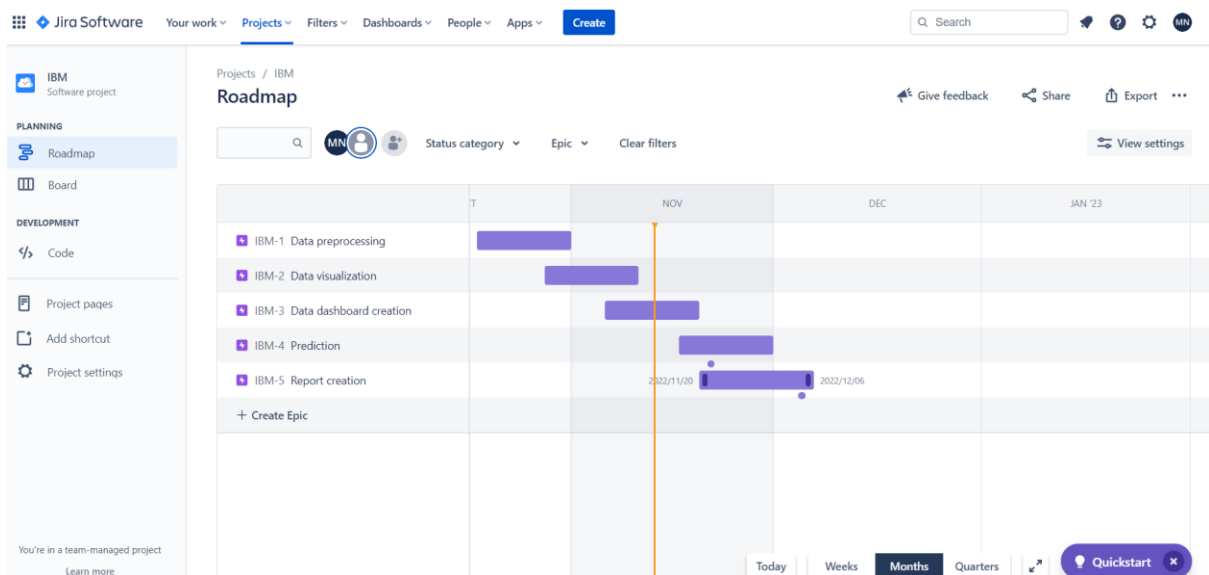 Jira Software Your work Projects Filters Dashboards People Apps Create Search MN
IBM
Software project
PLANNING
Roadmap
Board
DEVELOPMENT
Code
Project pages
Add shortcut
Project settings
You're in a team-managed project
Learn more
Projects / IBM
Roadmap
Give feedback Share Export
MN Status category Epic Clear filters View settings
NOV DEC JAN '23
IBM-1 Data preprocessing
IBM-2 Data visualization
IBM-3 Data dashboard creation
IBM-4 Prediction
IBM-5 Report creation 2022/11/20 2022/12/06
+ Create Epic
Today Weeks Months Quarters Quickstart